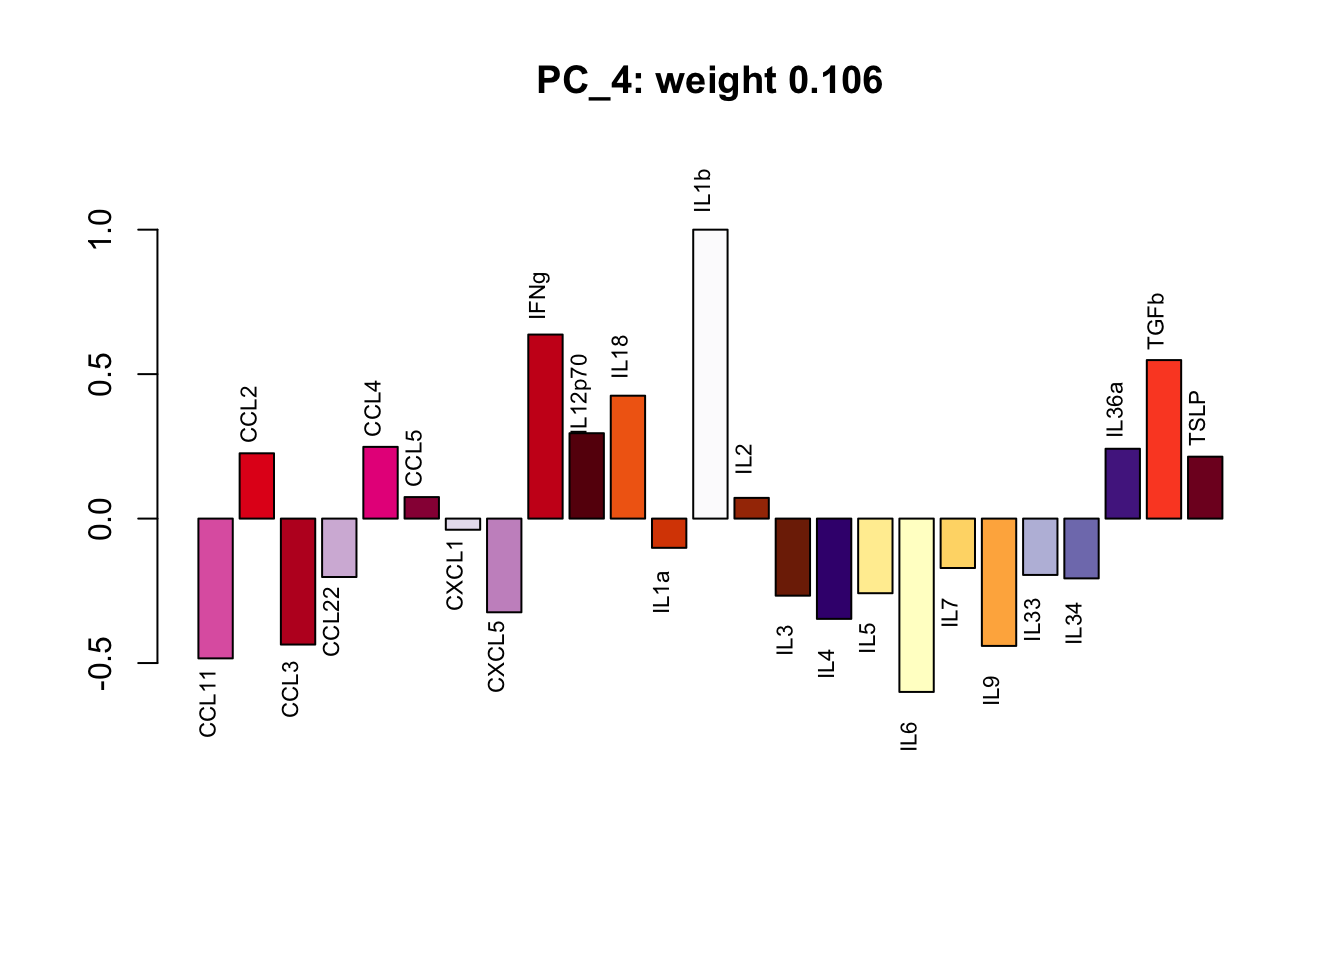 PC_4: weight 0.106
1.0
0.5
0.0
-0.5
CCL11
CCL2
CCL3
CCL22
CCL4
CCL5
CXCL1
CXCL5
IFNg
IL12p70
IL18
IL1a
IL1b
IL2
IL3
IL4
IL5
IL6
IL7
IL9
IL33
IL34
IL36a
TGFb
TSLP